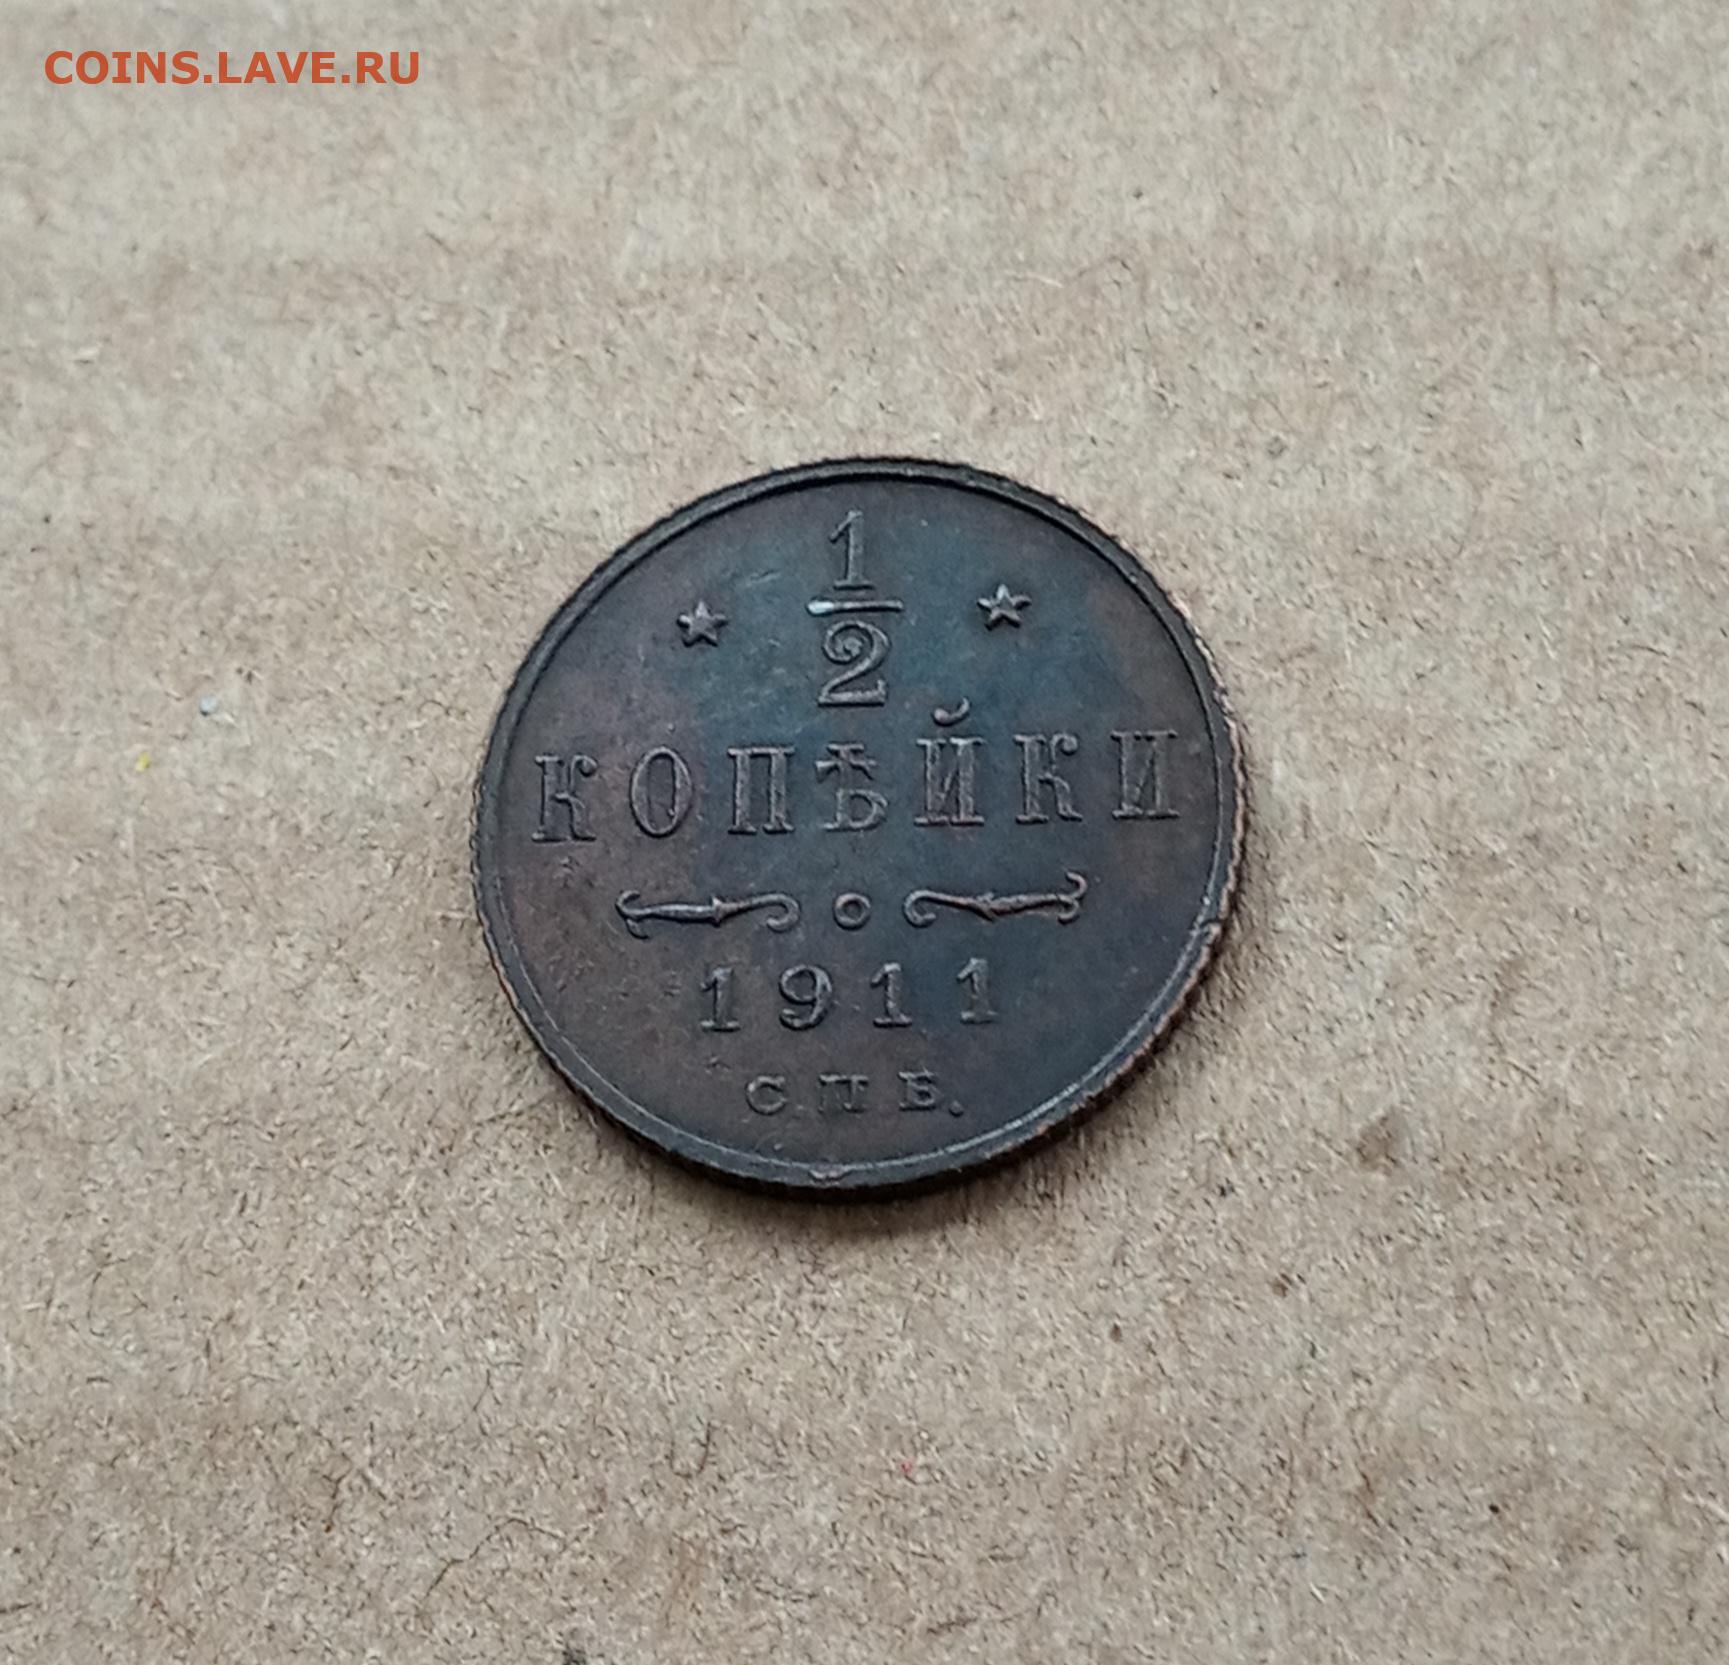 COINS.LAVE.RU
1/2
КОПѢЙКИ
1911
С.П.Б.